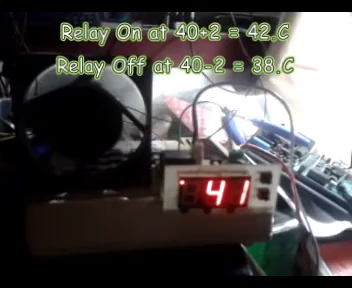 Relay On at 40+2 = 42.C
Relay Off at 40-2 = 38.C
41